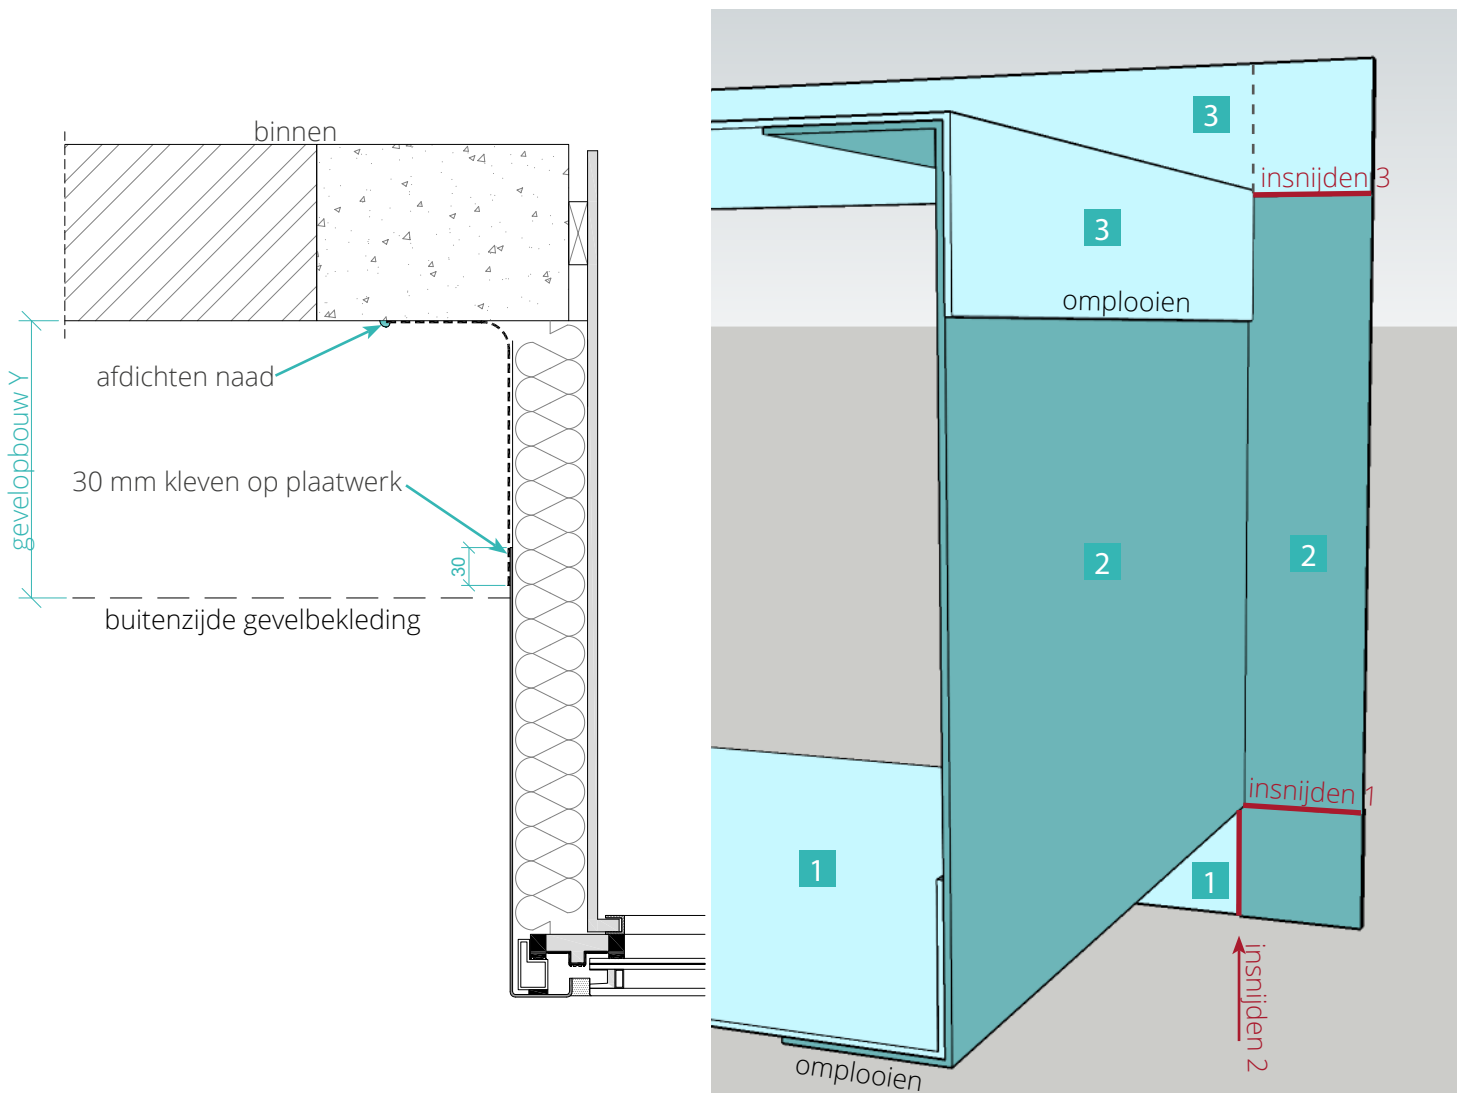 binnen
afdichten naad
gevelopbouw Y
30 mm kleven op plaatwerk
30
buitenzijde gevelbekleding
3
insnijden 3
3
omplooien
2
2
insnijden 1
1
1
insnijden 2
omplooien